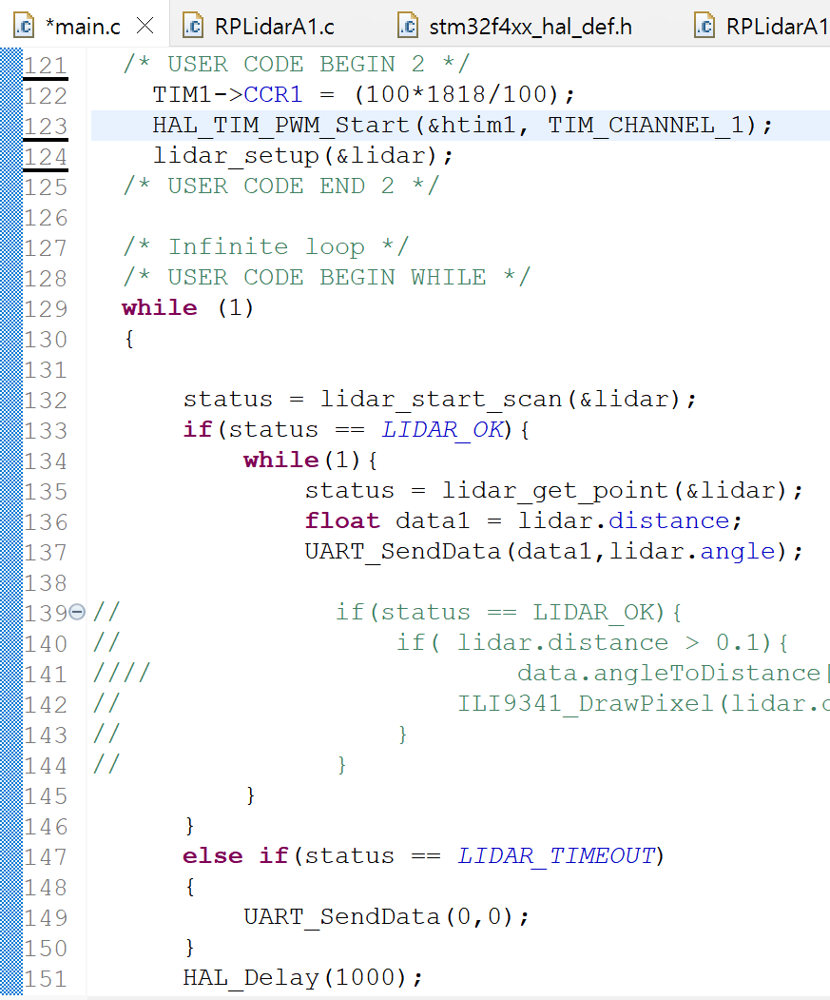 *main.c RPLidarA1.c stm32f4xx_hal_def.h RPLidarA1
121 /* USER CODE BEGIN 2 */
122 TIM1->CCR1 = (100*1818/100);
123 HAL_TIM_PWM_Start(&htim1, TIM_CHANNEL_1);
124 lidar_setup(&lidar);
125 /* USER CODE END 2 */
126
127 /* Infinite loop */
128 /* USER CODE BEGIN WHILE */
129 while (1)
130 {
131
132 status = lidar_start_scan(&lidar);
133 if(status == LIDAR_OK){
134 while(1){
135 status = lidar_get_point(&lidar);
136 float data1 = lidar.distance;
137 UART_SendData(data1,lidar.angle);
138
139 // if(status == LIDAR_OK){
140 // if( lidar.distance > 0.1){
141 //// data.angleToDistance[
142 // ILI9341_DrawPixel(lidar.
143 // }
144 // }
145 }
146 }
147 else if(status == LIDAR_TIMEOUT)
148 {
149 UART_SendData(0,0);
150 }
151 HAL_Delay(1000);